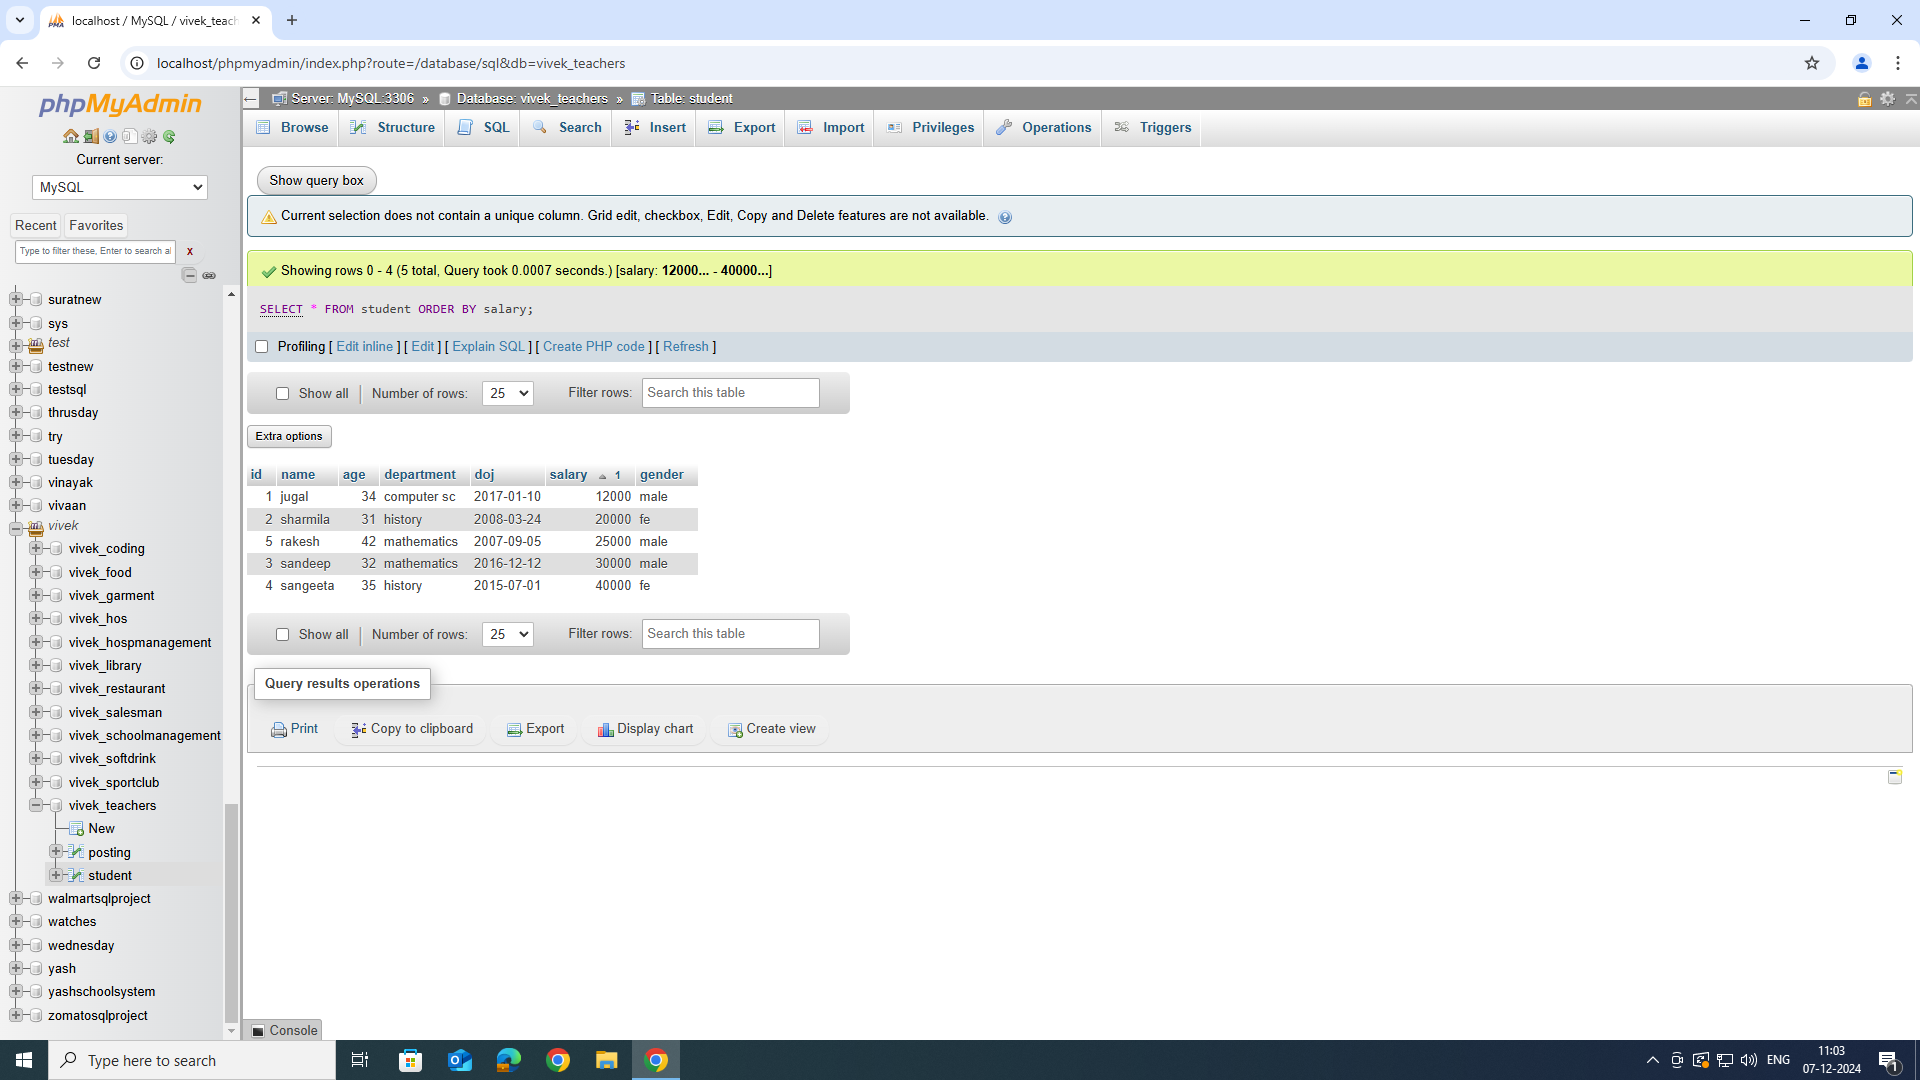 localhost / MySQL / vivek_teach
localhost/phpmyadmin/index.php?route=/database/sql&db=vivek_teachers
phpMyAdmin
Current server:
MySQL
Recent Favorites
Type to filter these, Enter to search al X
suratnew
sys
test
testnew
testsql
thrusday
try
tuesday
vinayak
vivaan
vivek
vivek_coding
vivek_food
vivek_garment
vivek_hos
vivek_hospmanagement
vivek_library
vivek_restaurant
vivek_salesman
vivek_schoolmanagement
vivek_softdrink
vivek_sportclub
vivek_teachers
New
posting
student
walmartsqlproject
watches
wednesday
yash
yashschoolsystem
zomatosqlproject
Server: MySQL:3306 » Database: vivek_teachers » Table: student
Browse Structure SQL Search Insert Export Import Privileges Operations Triggers
Show query box
Current selection does not contain a unique column. Grid edit, checkbox, Edit, Copy and Delete features are not available.
Showing rows 0 - 4 (5 total, Query took 0.0007 seconds.) [salary: 12000... - 40000...]
SELECT * FROM student ORDER BY salary;
Profiling [ Edit inline ] [ Edit ] [ Explain SQL ] [ Create PHP code ] [ Refresh ]
Show all Number of rows: 25 Filter rows: Search this table
Extra options
id name age department doj salary 1 gender
1 jugal 34 computer sc 2017-01-10 12000 male
2 sharmila 31 history 2008-03-24 20000 fe
5 rakesh 42 mathematics 2007-09-05 25000 male
3 sandeep 32 mathematics 2016-12-12 30000 male
4 sangeeta 35 history 2015-07-01 40000 fe
Show all Number of rows: 25 Filter rows: Search this table
Query results operations
Print Copy to clipboard Export Display chart Create view
Console
Type here to search
ENG
11:03
07-12-2024
1